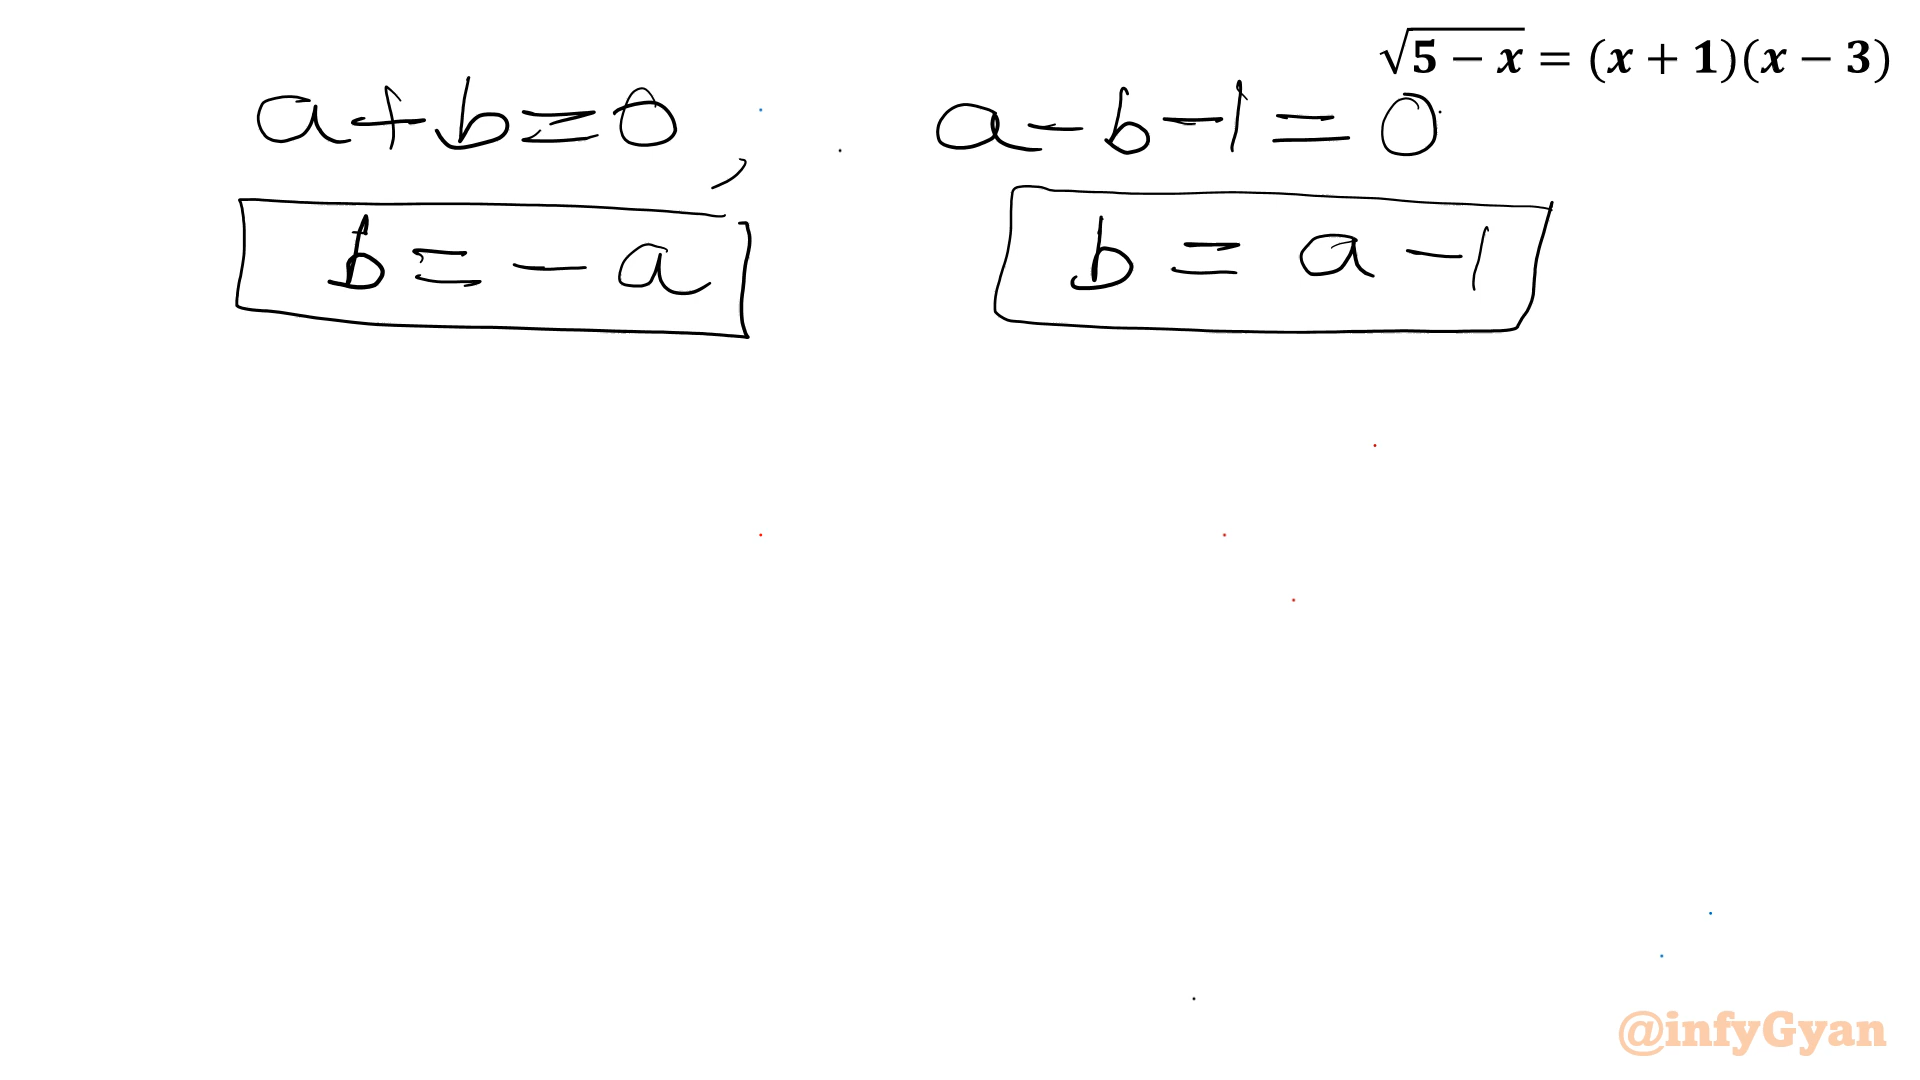 √5 − x = (x + 1)(x − 3)
a + b = 0, a − b − 1 = 0
b = − a b = a − 1
@infyGyan